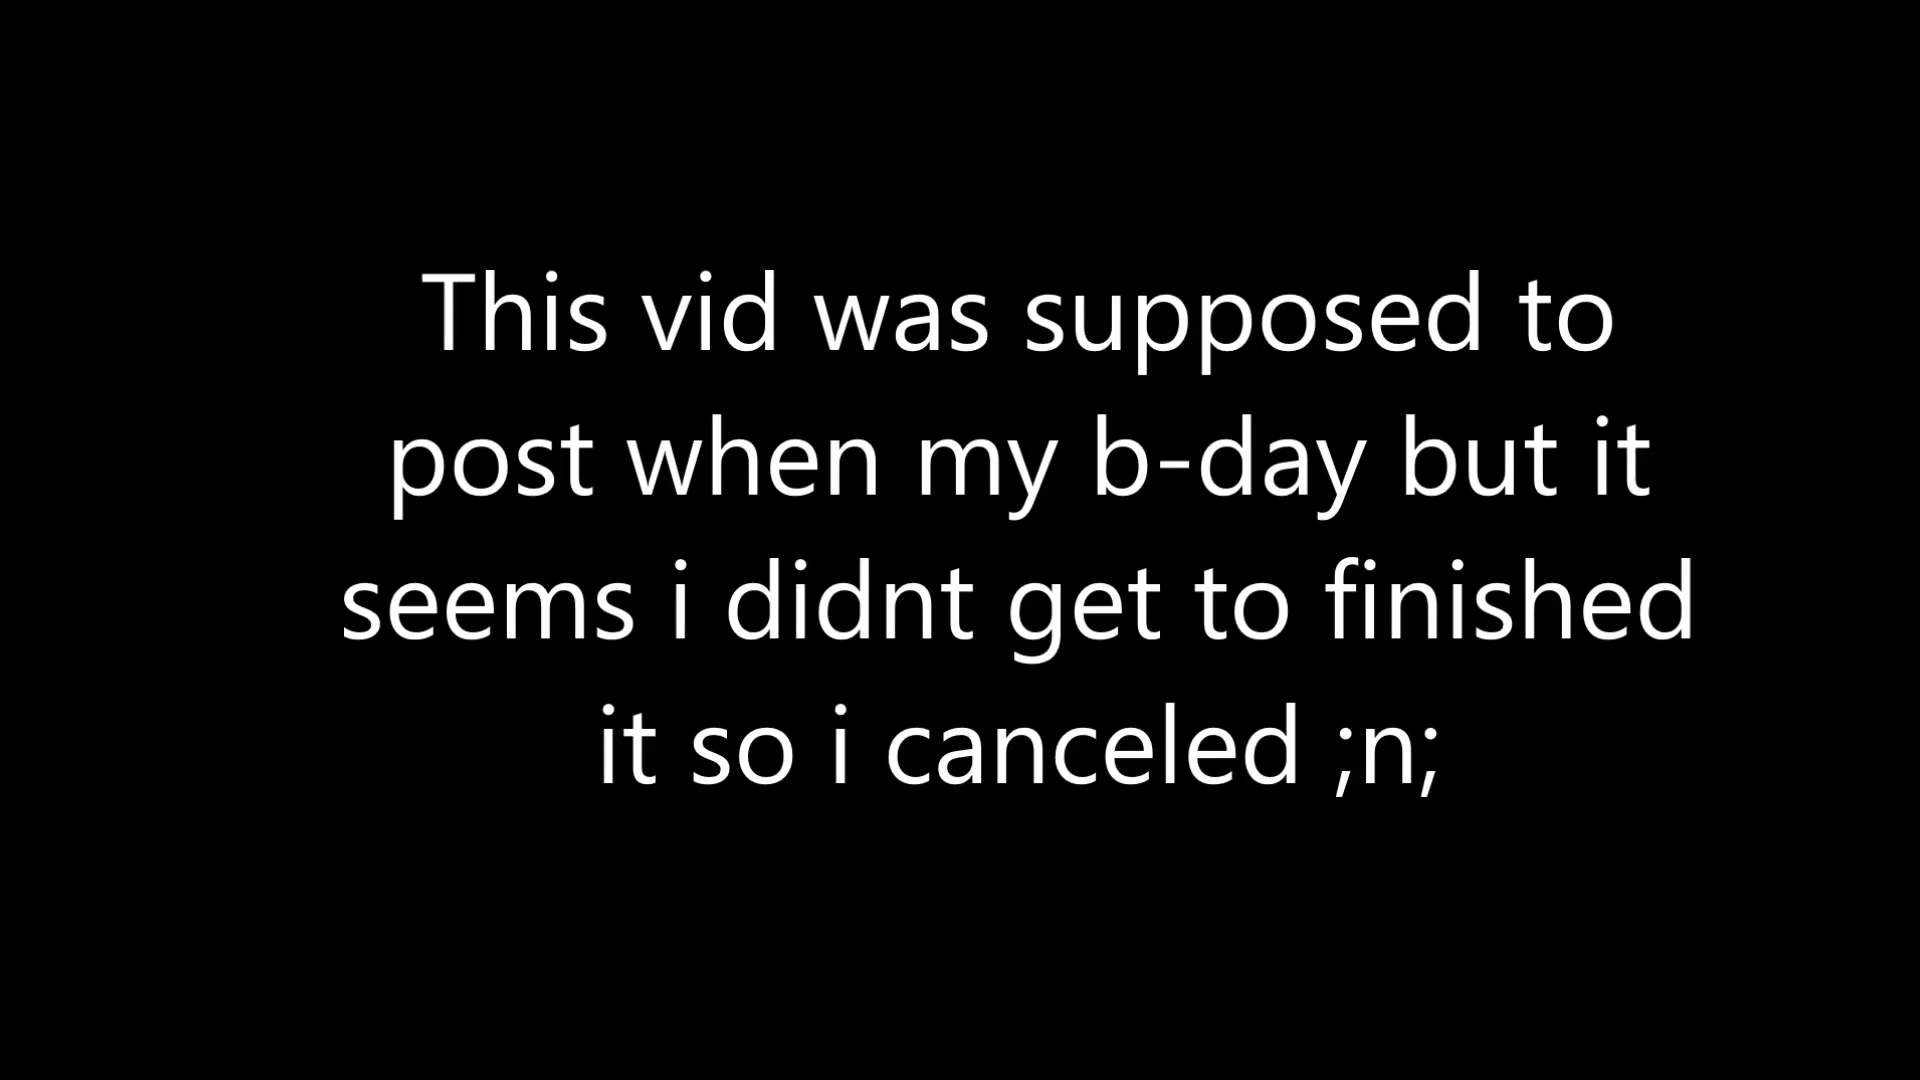 This vid was supposed to
post when my b-day but it
seems i didnt get to finished
it so i canceled ;n;